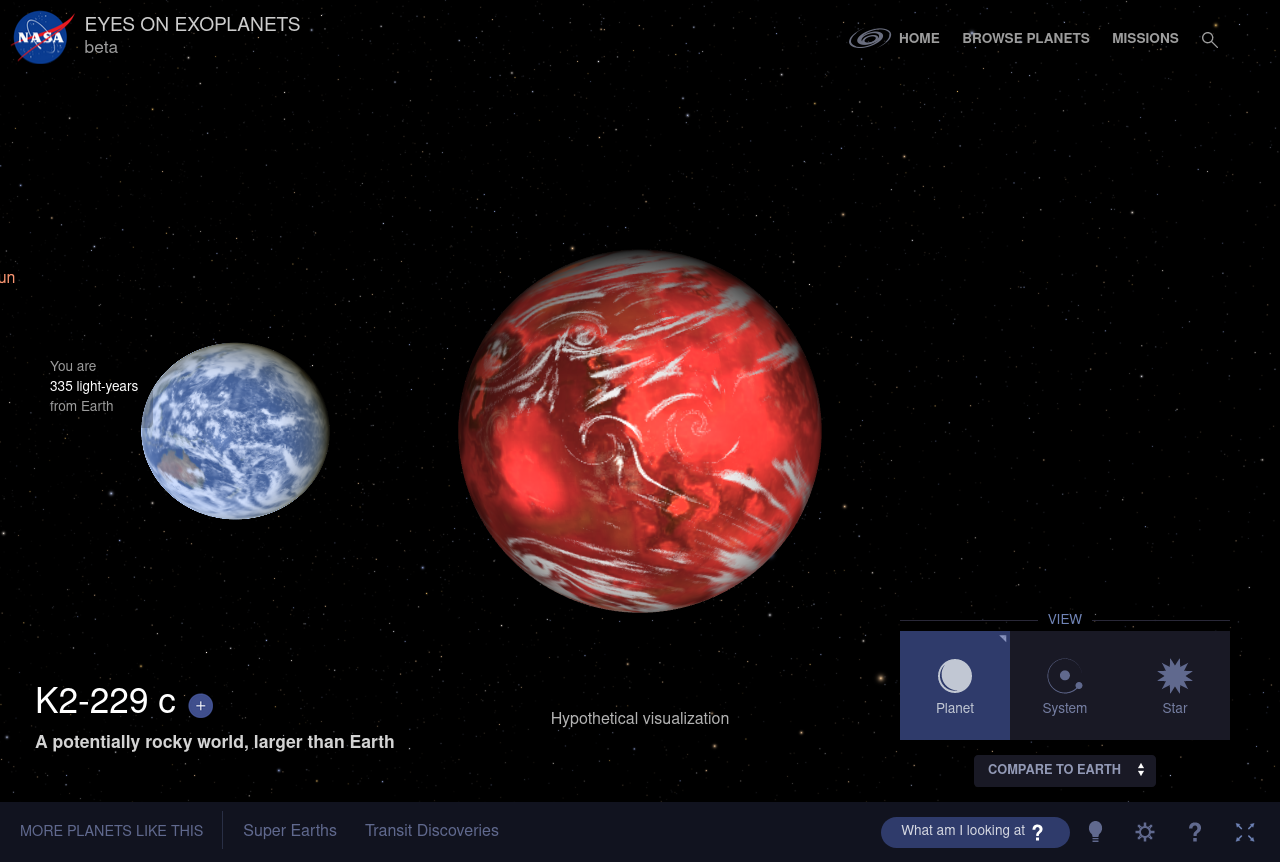 NASA
EYES ON EXOPLANETS
beta
HOME
BROWSE PLANETS
MISSIONS
un
You are
335 light-years
from Earth
VIEW
Planet
System
Star
K2-229 c +
A potentially rocky world, larger than Earth
Hypothetical visualization
COMPARE TO EARTH
MORE PLANETS LIKE THIS
Super Earths
Transit Discoveries
What am I looking at ?
?